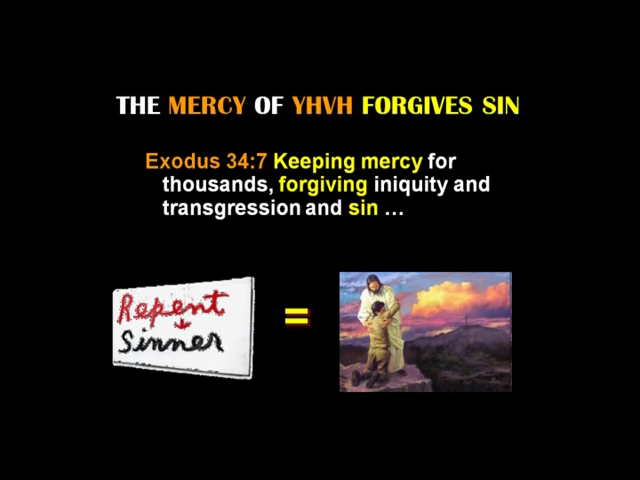 THE MERCY OF YHVH FORGIVES SIN
Exodus 34:7 Keeping mercy for
thousands, forgiving iniquity and
transgression and sin ...
Repent
Sinner
=